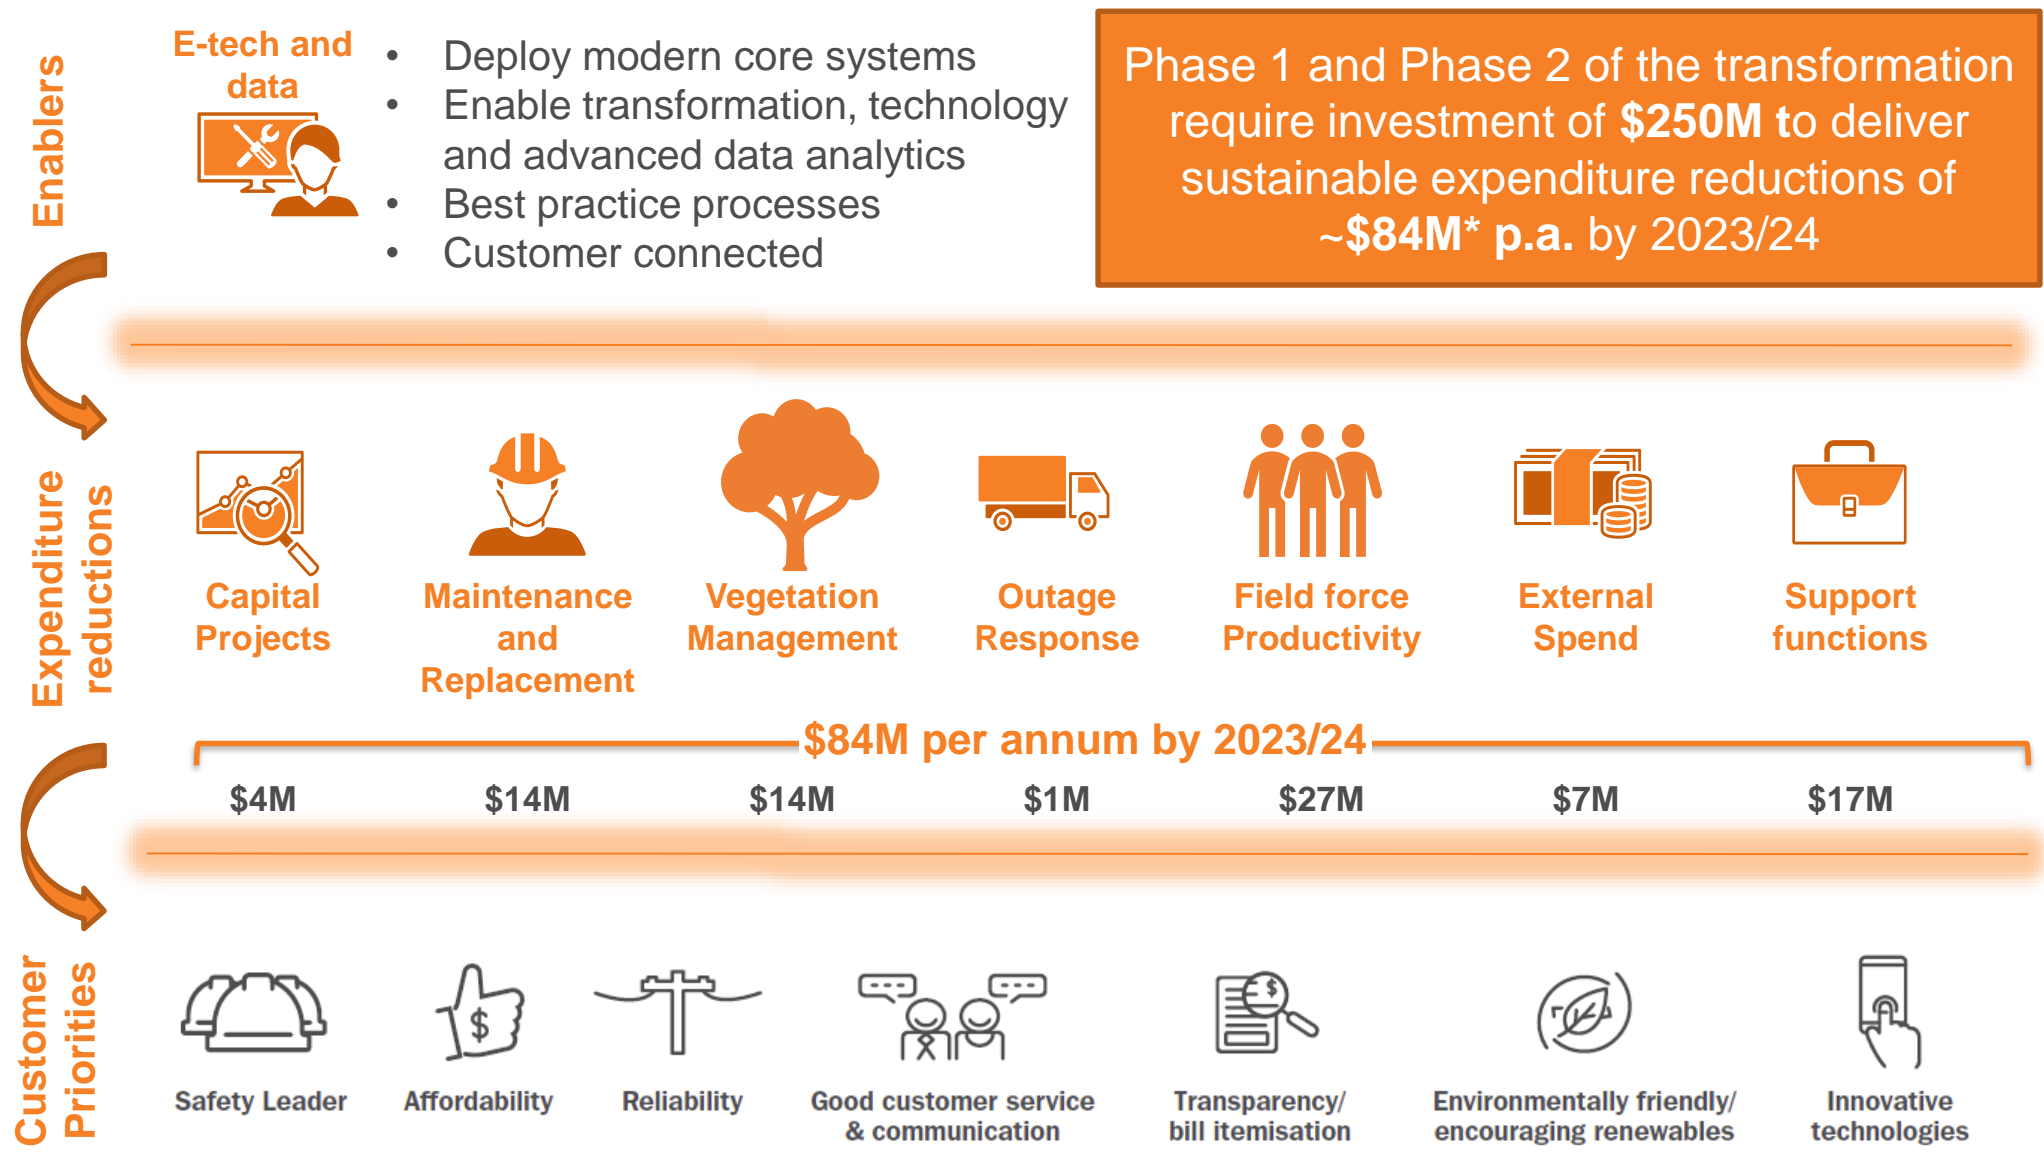 Enablers
E-tech and
data
• Deploy modern core systems
• Enable transformation, technology
and advanced data analytics
• Best practice processes
• Customer connected
Phase 1 and Phase 2 of the transformation
require investment of $250M to deliver
sustainable expenditure reductions of
~$84M* p.a. by 2023/24
Expenditure
reductions
Capital
Projects
Maintenance
and
Replacement
Vegetation
Management
Outage
Response
Field force
Productivity
External
Spend
Support
functions
$84M per annum by 2023/24
$4M
$14M
$14M
$1M
$27M
$7M
$17M
Customer
Priorities
$
$
Safety Leader
Affordability
Reliability
Good customer service
& communication
Transparency/
bill itemisation
Environmentally friendly/
encouraging renewables
Innovative
technologies